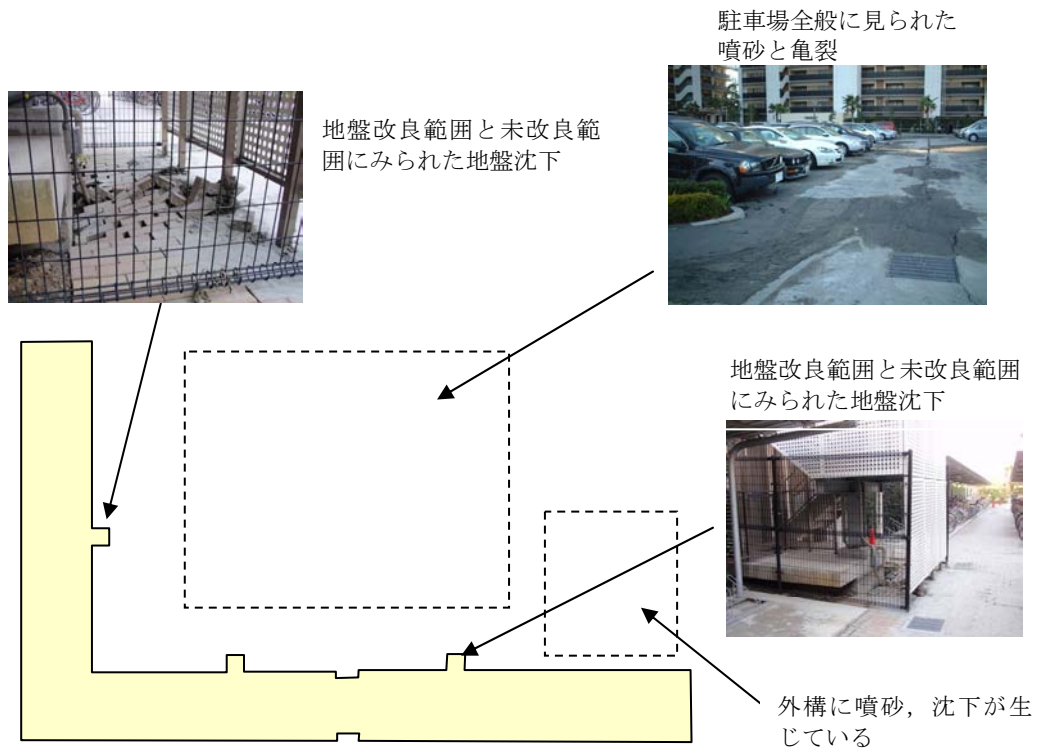 駐車場全般に見られた
噴砂と亀裂
地盤改良範囲と未改良範
囲にみられた地盤沈下
地盤改良範囲と未改良範囲
にみられた地盤沈下
外構に噴砂，沈下が生
じている